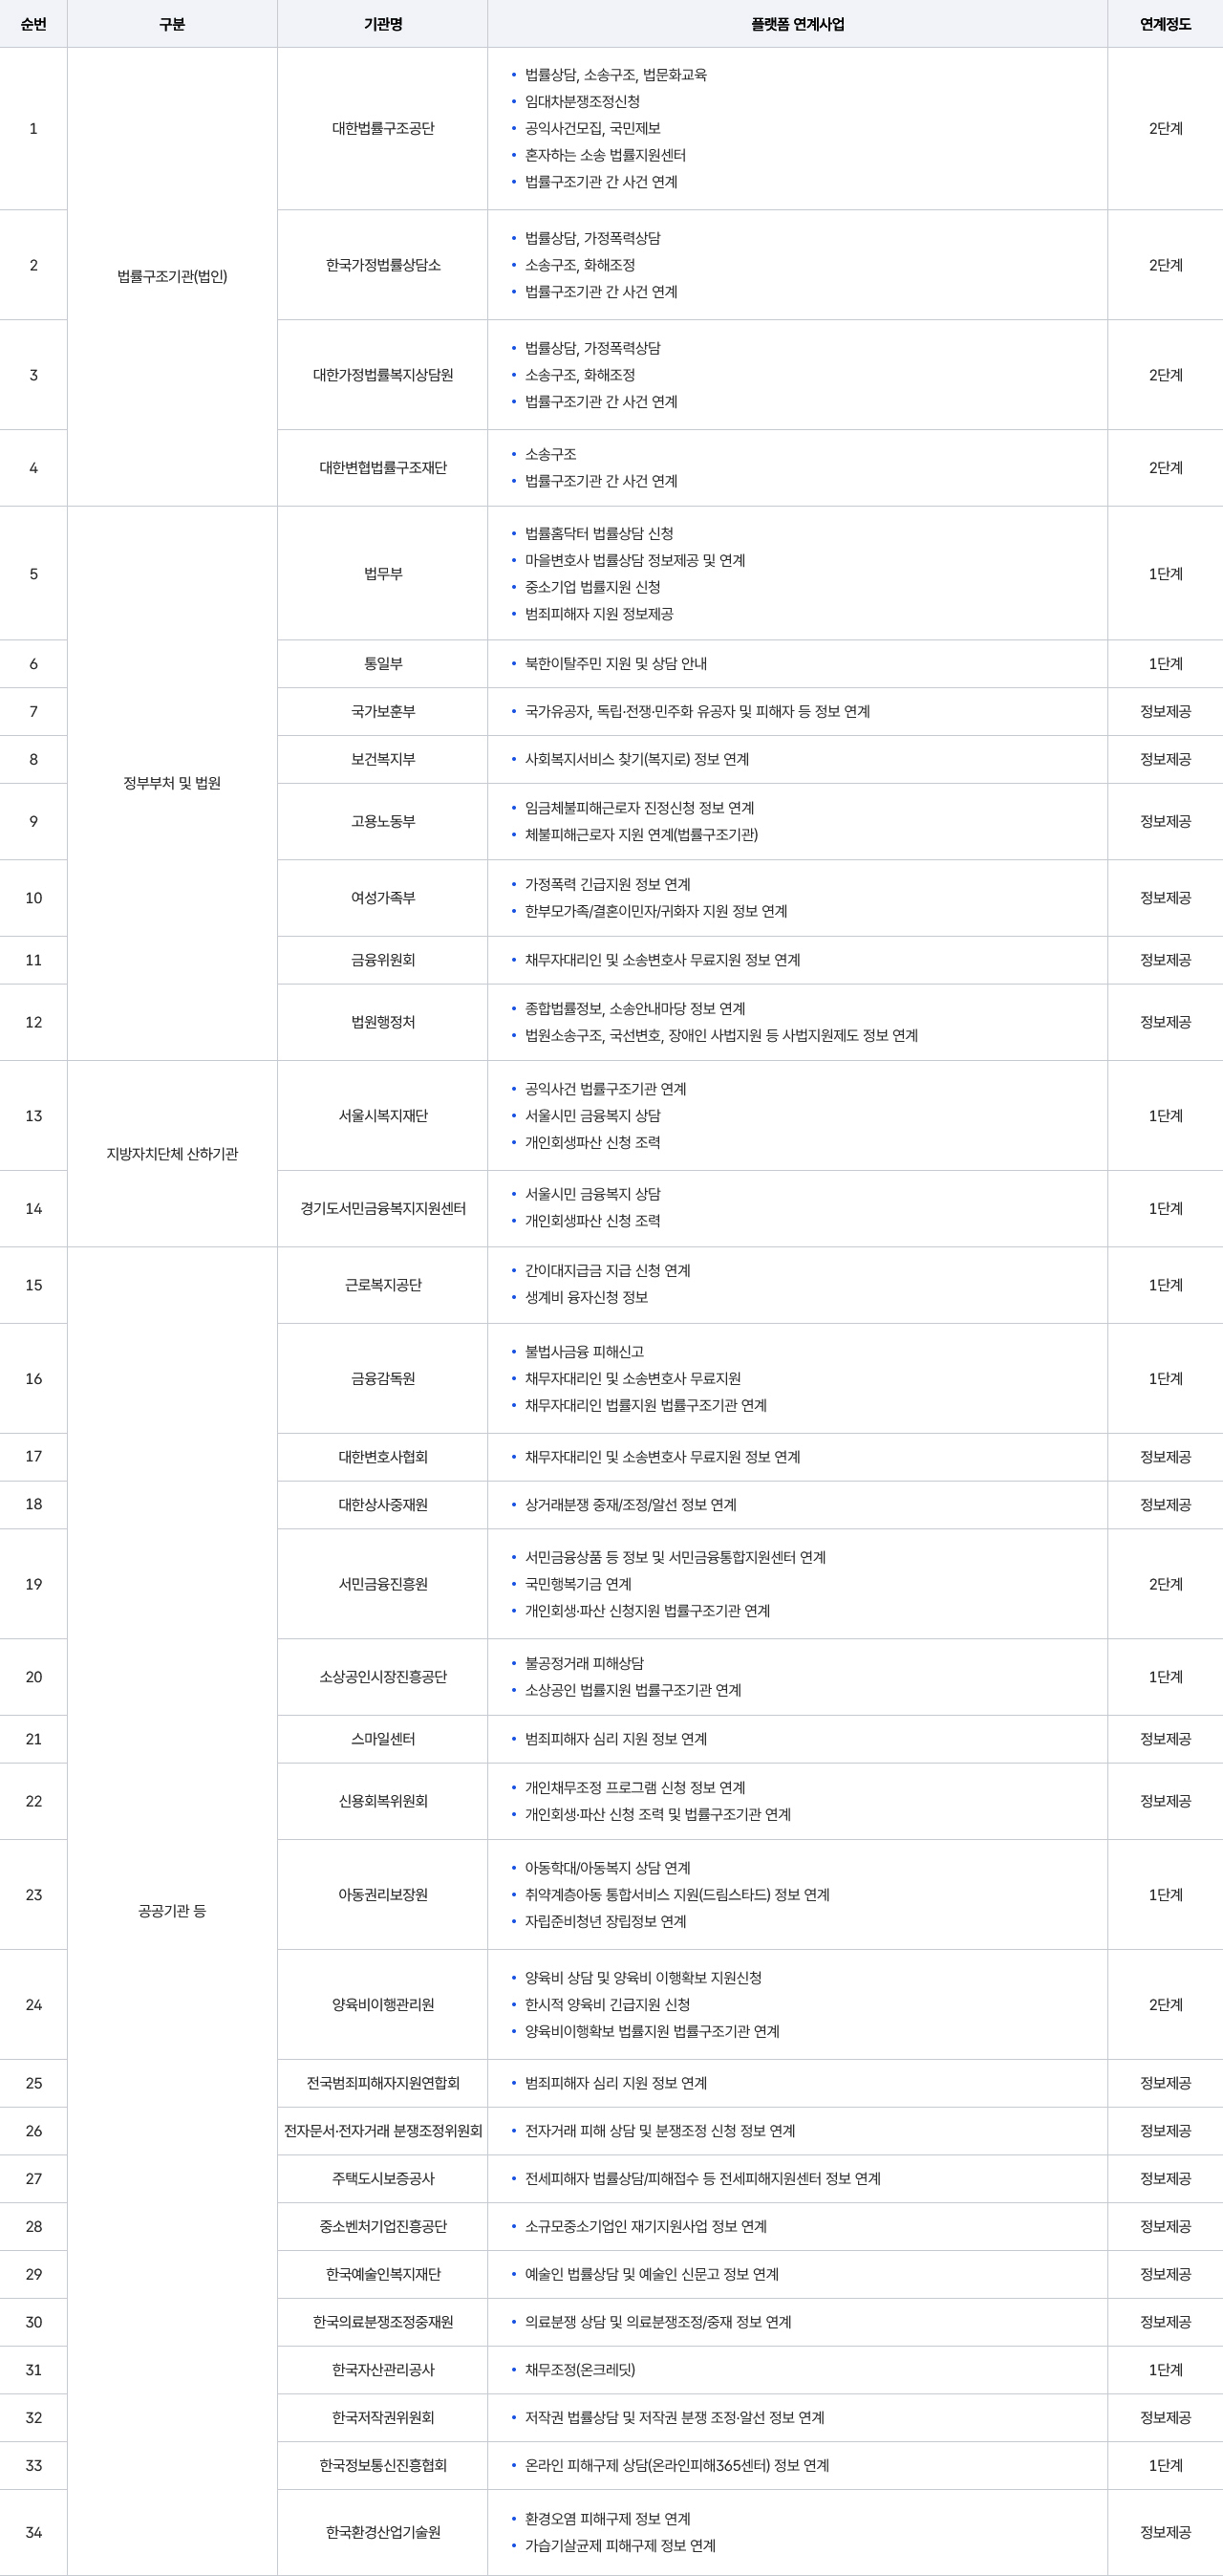 순번 구분 기관명 플랫폼 연계사업 연계정도
1 법률구조기관(법인) 대한법률구조공단 2단계
법률상담, 소송구조, 법문화교육
임대차분쟁조정신청
공익사건모집, 국민제보
혼자하는 소송 법률지원센터
법률구조기관 간 사건 연계
2 한국가정법률상담소 2단계
법률상담, 가정폭력상담
소송구조, 화해조정
법률구조기관 간 사건 연계
3 대한가정법률복지상담원 2단계
법률상담, 가정폭력상담
소송구조, 화해조정
법률구조기관 간 사건 연계
4 대한변협법률구조재단 2단계
소송구조
법률구조기관 간 사건 연계
5 정부부처 및 법원 법무부 1단계
법률홈닥터 법률상담 신청
마을변호사 법률상담 정보제공 및 연계
중소기업 법률지원 신청
범죄피해자 지원 정보제공
6 통일부 북한이탈주민 지원 및 상담 안내 1단계
7 국가보훈부 국가유공자, 독립·전쟁·민주화 유공자 및 피해자 등 정보 연계 정보제공
8 보건복지부 사회복지서비스 찾기(복지로) 정보 연계 정보제공
9 고용노동부 정보제공
임금체불피해근로자 진정신청 정보 연계
체불피해근로자 지원 연계(법률구조기관)
10 여성가족부 정보제공
가정폭력 긴급지원 정보 연계
한부모가족/결혼이민자/귀화자 지원 정보 연계
11 금융위원회 채무자대리인 및 소송변호사 무료지원 정보 연계 정보제공
12 법원행정처 정보제공
종합법률정보, 소송안내마당 정보 연계
법원소송구조, 국선변호, 장애인 사법지원 등 사법지원제도 정보 연계
13 지방자치단체 산하기관 서울시복지재단 1단계
공익사건 법률구조기관 연계
서울시민 금융복지 상담
개인회생파산 신청 조력
14 경기도서민금융복지지원센터 1단계
서울시민 금융복지 상담
개인회생파산 신청 조력
15 공공기관 등 근로복지공단 1단계
간이대지급금 지급 신청 연계
생계비 융자신청 정보
16 금융감독원 1단계
불법사금융 피해신고
채무자대리인 및 소송변호사 무료지원
채무자대리인 법률지원 법률구조기관 연계
17 대한변호사협회 채무자대리인 및 소송변호사 무료지원 정보 연계 정보제공
18 대한상사중재원 상거래분쟁 중재/조정/알선 정보 연계 정보제공
19 서민금융진흥원 2단계
서민금융상품 등 정보 및 서민금융통합지원센터 연계
국민행복기금 연계
개인회생·파산 신청지원 법률구조기관 연계
20 소상공인시장진흥공단 1단계
불공정거래 피해상담
소상공인 법률지원 법률구조기관 연계
21 스마일센터 범죄피해자 심리 지원 정보 연계 정보제공
22 신용회복위원회 정보제공
개인채무조정 프로그램 신청 정보 연계
개인회생·파산 신청 조력 및 법률구조기관 연계
23 아동권리보장원 1단계
아동학대/아동복지 상담 연계
취약계층아동 통합서비스 지원(드림스타드) 정보 연계
자립준비청년 장립정보 연계
24 양육비이행관리원 2단계
양육비 상담 및 양육비 이행확보 지원신청
한시적 양육비 긴급지원 신청
양육비이행확보 법률지원 법률구조기관 연계
25 전국범죄피해자지원연합회 범죄피해자 심리 지원 정보 연계 정보제공
26 전자문서·전자거래 분쟁조정위원회 전자거래 피해 상담 및 분쟁조정 신청 정보 연계 정보제공
27 주택도시보증공사 전세피해자 법률상담/피해접수 등 전세피해지원센터 정보 연계 정보제공
28 중소벤처기업진흥공단 소규모중소기업인 재기지원사업 정보 연계 정보제공
29 한국예술인복지재단 예술인 법률상담 및 예술인 신문고 정보 연계 정보제공
30 한국의료분쟁조정중재원 의료분쟁 상담 및 의료분쟁조정/중재 정보 연계 정보제공
31 한국자산관리공사 채무조정(온크레딧) 1단계
32 한국저작권위원회 저작권 법률상담 및 저작권 분쟁 조정·알선 정보 연계 정보제공
33 한국정보통신진흥협회 온라인 피해구제 상담(온라인피해365센터) 정보 연계 1단계
34 한국환경산업기술원 정보제공
환경오염 피해구제 정보 연계
가습기살균제 피해구제 정보 연계